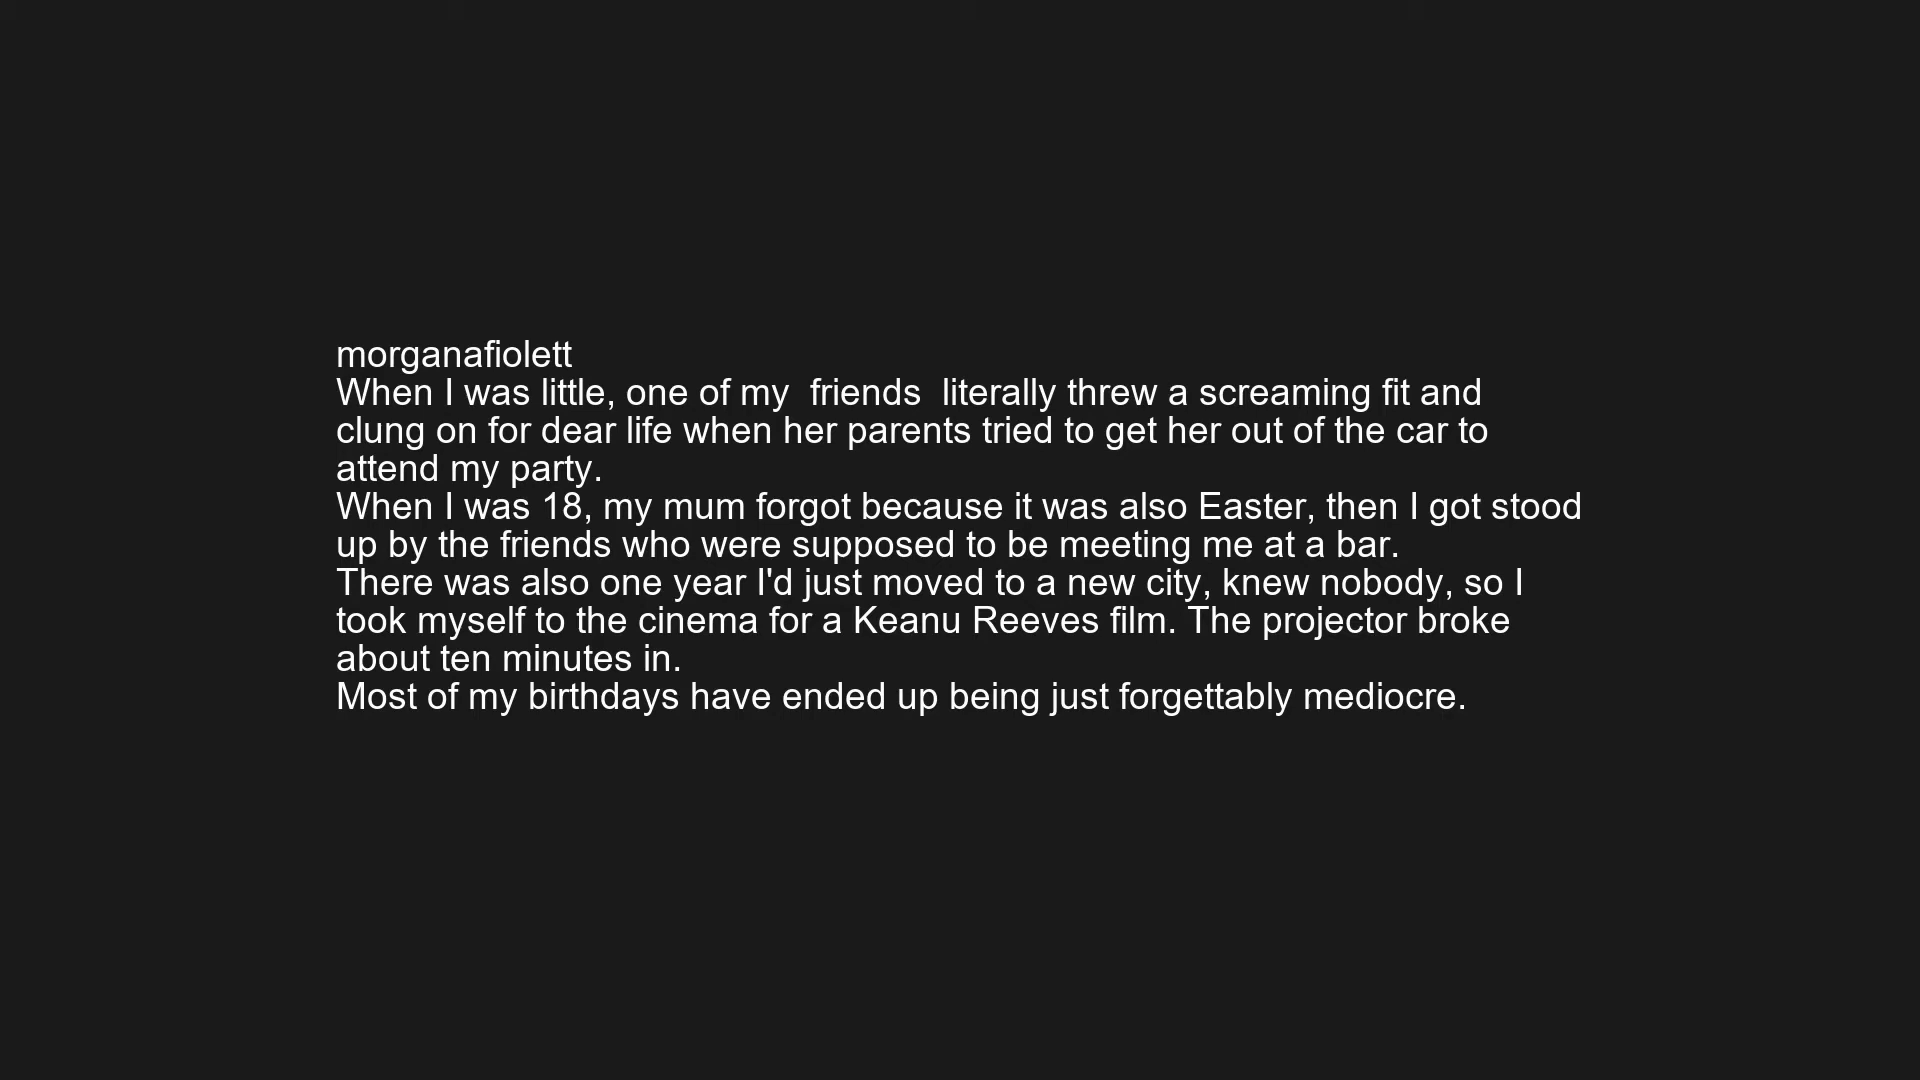 morganafiolett
When I was little, one of my  friends  literally threw a screaming fit and
clung on for dear life when her parents tried to get her out of the car to
attend my party.
When I was 18, my mum forgot because it was also Easter, then I got stood
up by the friends who were supposed to be meeting me at a bar.
There was also one year I'd just moved to a new city, knew nobody, so I
took myself to the cinema for a Keanu Reeves film. The projector broke
about ten minutes in.
Most of my birthdays have ended up being just forgettably mediocre.